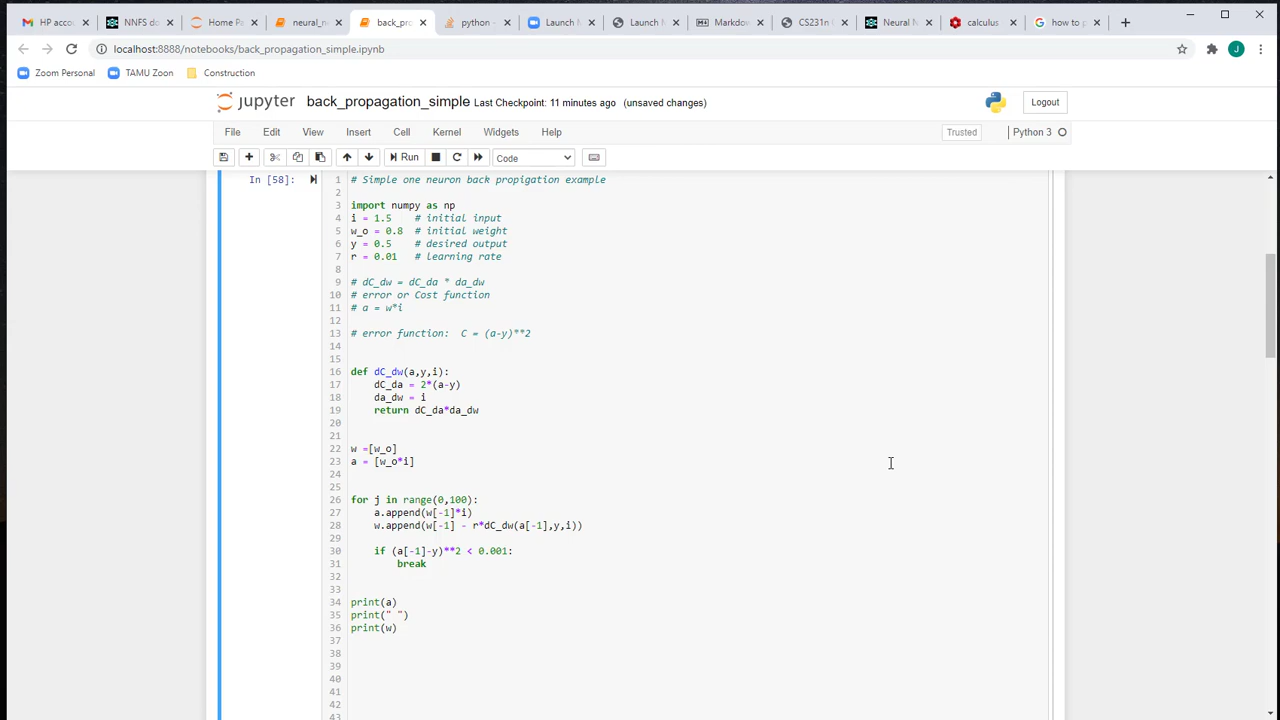 HP accou
NNFS do
Home Pa
neural_ne
back_pro
python -
Launch M
Launch M
Markdow
CS231n
Neural N
calculus
how to p
localhost:8888/notebooks/back_propagation_simple.ipynb
J
Zoom Personal
TAMU Zoon
Construction
jupyter back_propagation_simple Last Checkpoint: 11 minutes ago (unsaved changes)
Logout
File Edit View Insert Cell Kernel Widgets Help
Trusted
Python 3
Run
Code
In [58]:
1 # Simple one neuron back propigation example
2
3 import numpy as np
4 i = 1.5 # initial input
5 w_o = 0.8 # initial weight
6 y = 0.5 # desired output
7 r = 0.01 # learning rate
8
9 # dC_dw = dC_da * da_dw
10 # error or Cost function
11 # a = w*i
12
13 # error function: C = (a-y)**2
14
15
16 def dC_dw(a,y,i):
17 dC_da = 2*(a-y)
18 da_dw = i
19 return dC_da*da_dw
20
21
22 w =[w_o]
23 a = [w_o*i]
24
25
26 for j in range(0,100):
27 a.append(w[-1]*i)
28 w.append(w[-1] - r*dC_dw(a[-1],y,i))
29
30 if (a[-1]-y)**2 < 0.001:
31 break
32
33
34 print(a)
35 print(" ")
36 print(w)
37
38
39
40
41
42
43